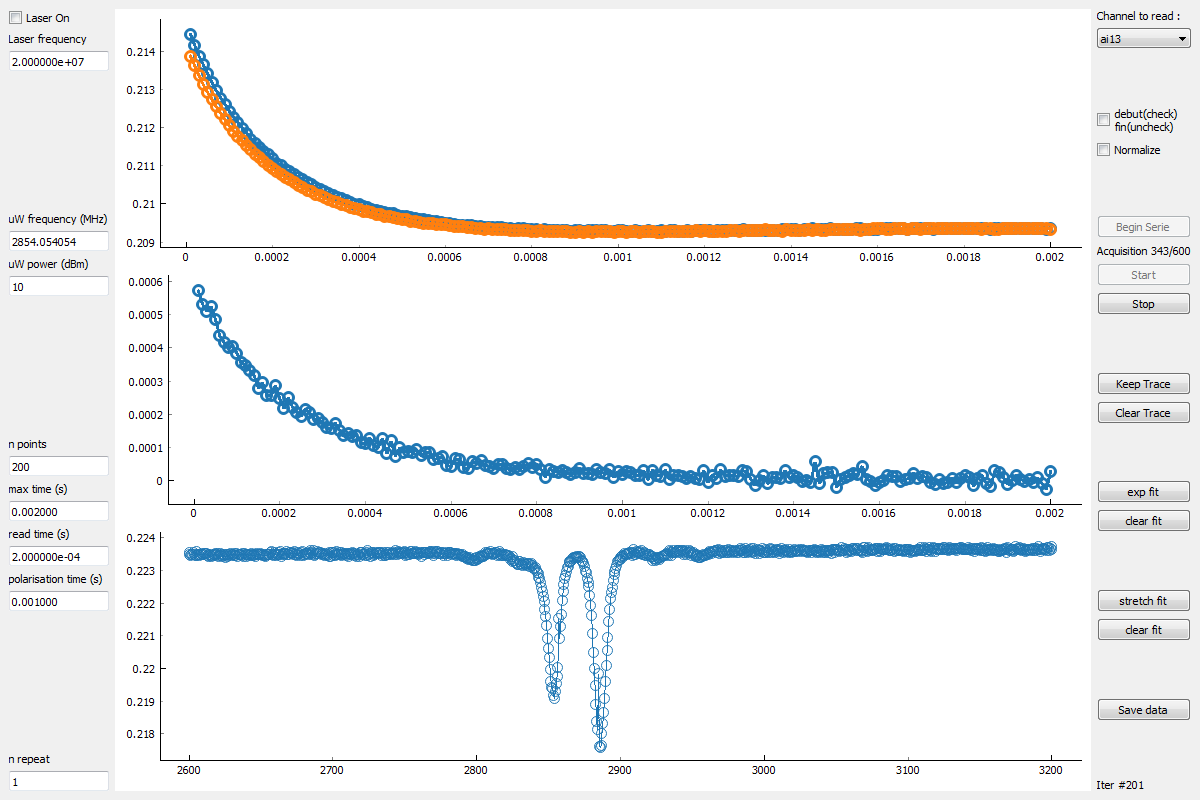 Laser On
Laser frequency
2.000000e+07
uW frequency (MHz)
2854.054054
uW power (dBm)
10
n points
200
max time (s)
0.002000
read time (s)
2.000000e-04
polarisation time (s)
0.001000
n repeat
1
0.214
0.213
0.212
0.211
0.21
0.209
0 0.0002 0.0004 0.0006 0.0008 0.001 0.0012 0.0014 0.0016 0.0018 0.002
0.0006
0.0005
0.0004
0.0003
0.0002
0.0001
0
0 0.0002 0.0004 0.0006 0.0008 0.001 0.0012 0.0014 0.0016 0.0018 0.002
0.224
0.223
0.222
0.221
0.22
0.219
0.218
2600 2700 2800 2900 3000 3100 3200
Channel to read :
ai13
debut(check)
fin(uncheck)
Normalize
Begin Serie
Acquisition 343/600
Start
Stop
Keep Trace
Clear Trace
exp fit
clear fit
stretch fit
clear fit
Save data
Iter #201